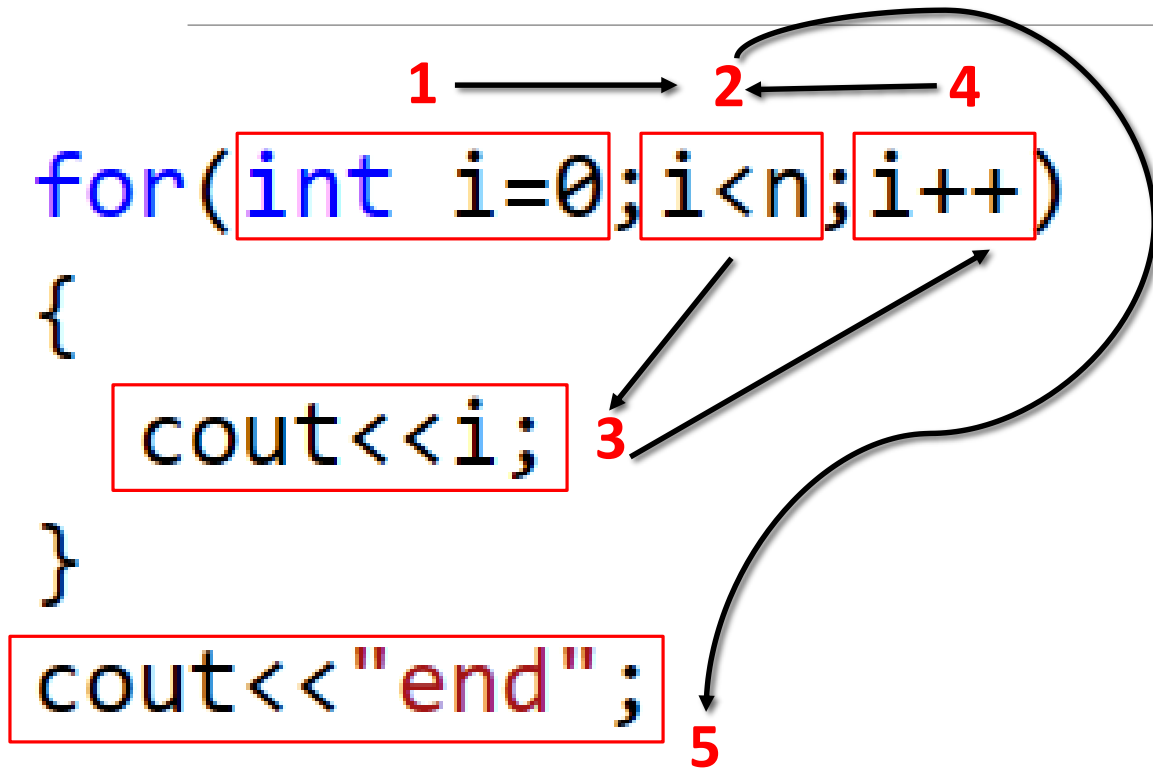 1 2 4
for(int i=0;i<n;i++)
{
cout<<i; 3
}
cout<<"end";
5